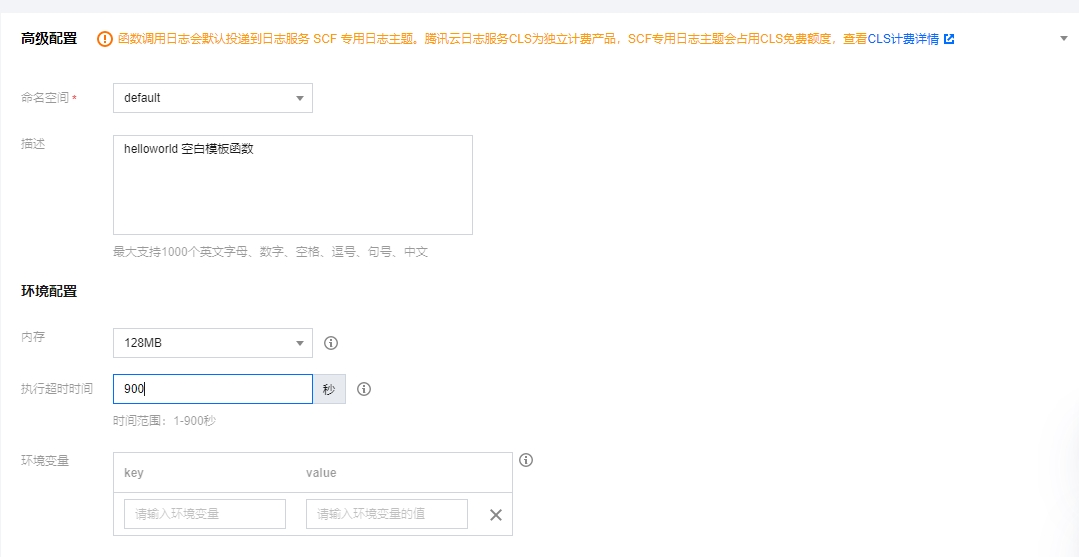 高级配置 函数调用日志会默认投递到日志服务 SCF 专用日志主题。腾讯云日志服务CLS为独立计费产品，SCF专用日志主题会占用CLS免费额度，查看CLS计费详情
命名空间* default
描述 helloworld 空白模板函数
最大支持1000个英文字母、数字、空格、逗号、句号、中文
环境配置
内存 128MB
执行超时时间 900 秒
时间范围：1-900秒
环境变量 key value
请输入环境变量 请输入环境变量的值